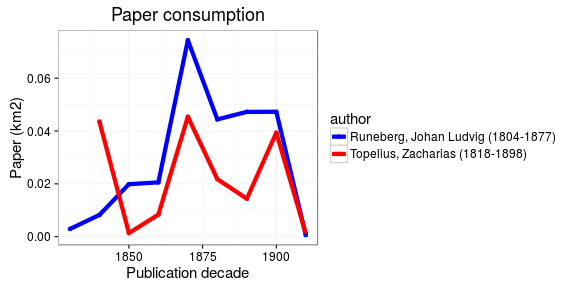 Paper consumption
Paper (km2)
0.06
0.04
0.02
0.00
1850 1875 1900
Publication decade
author
Runeberg, Johan Ludvig (1804-1877)
Topelius, Zacharias (1818-1898)